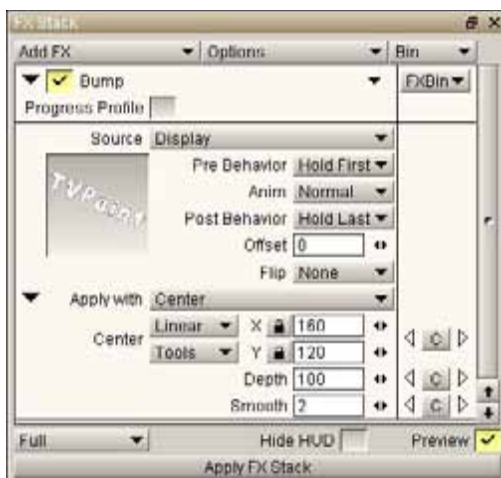 FX Stack
Add FX Options Bin
Bump FXBin
Progress Profile
Source Display
TVPaint
Pre Behavior Hold First
Anim Normal
Post Behavior Hold Last
Offset 0
Flip None
Apply with Center
Center Linear X 160
Tools Y 120
C
Depth 100 C
Smooth 2 C
Full Hide HUD Preview
Apply FX Stack